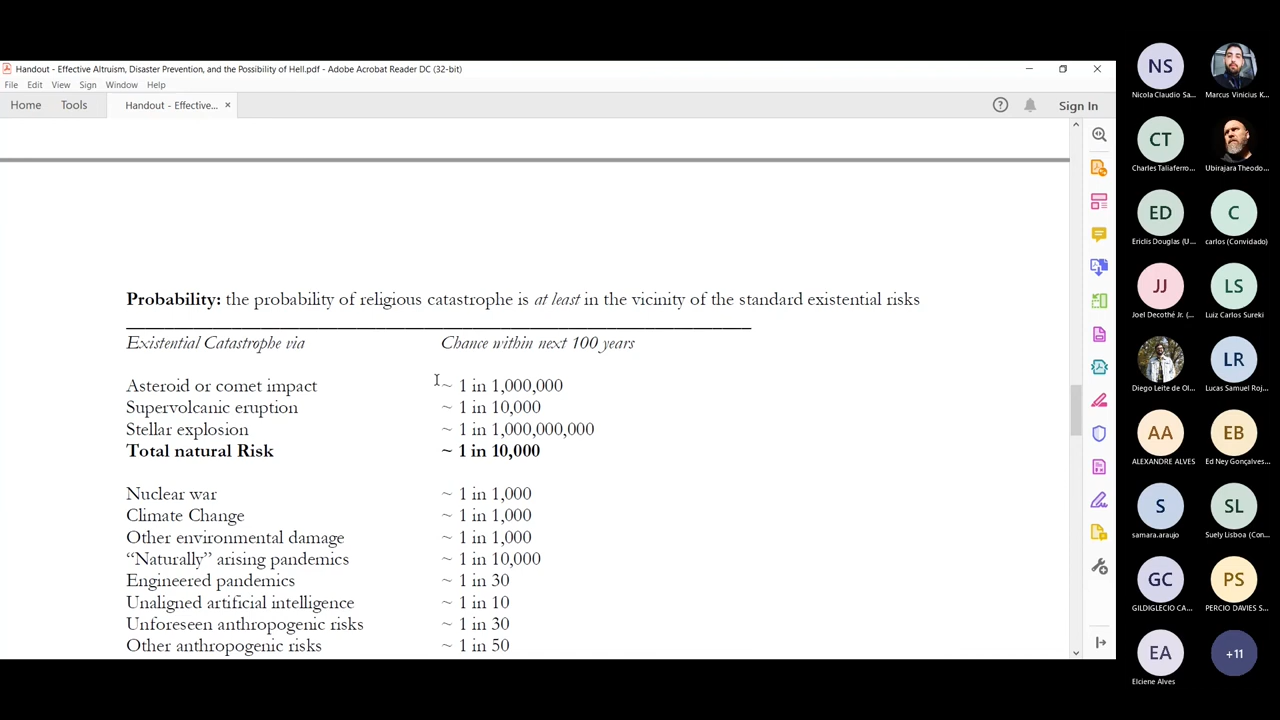 Handout - Effective Altruism, Disaster Prevention, and the Possibility of Hell.pdf - Adobe Acrobat Reader DC (32-bit)
File Edit View Sign Window Help
Home Tools Handout - Effective... × Sign In
Probability: the probability of religious catastrophe is at least in the vicinity of the standard existential risks
Existential Catastrophe via Chance within next 100 years
Asteroid or comet impact ~ 1 in 1,000,000
Supervolcanic eruption ~ 1 in 10,000
Stellar explosion ~ 1 in 1,000,000,000
Total natural Risk ~ 1 in 10,000
Nuclear war ~ 1 in 1,000
Climate Change ~ 1 in 1,000
Other environmental damage ~ 1 in 1,000
“Naturally” arising pandemics ~ 1 in 10,000
Engineered pandemics ~ 1 in 30
Unaligned artificial intelligence ~ 1 in 10
Unforeseen anthropogenic risks ~ 1 in 30
Other anthropogenic risks ~ 1 in 50
NS
Nicola Claudio Sa... Marcus Vinicius K...
CT
Charles Taliaferro... Ubirajara Theodo...
ED C
Ericlis Douglas (U... carlos (Convidado)
JJ LS
Joel Decothé Jr. (... Luiz Carlos Sureki
LR
Diego Leite de Ol... Lucas Samuel Roj...
AA EB
ALEXANDRE ALVES Ed Ney Gonçalves...
S SL
samara.araujo Suely Lisboa (Con...
GC PS
GILDIGLECIO CA... PERCIO DAVIES S...
EA +11
Elciene Alves